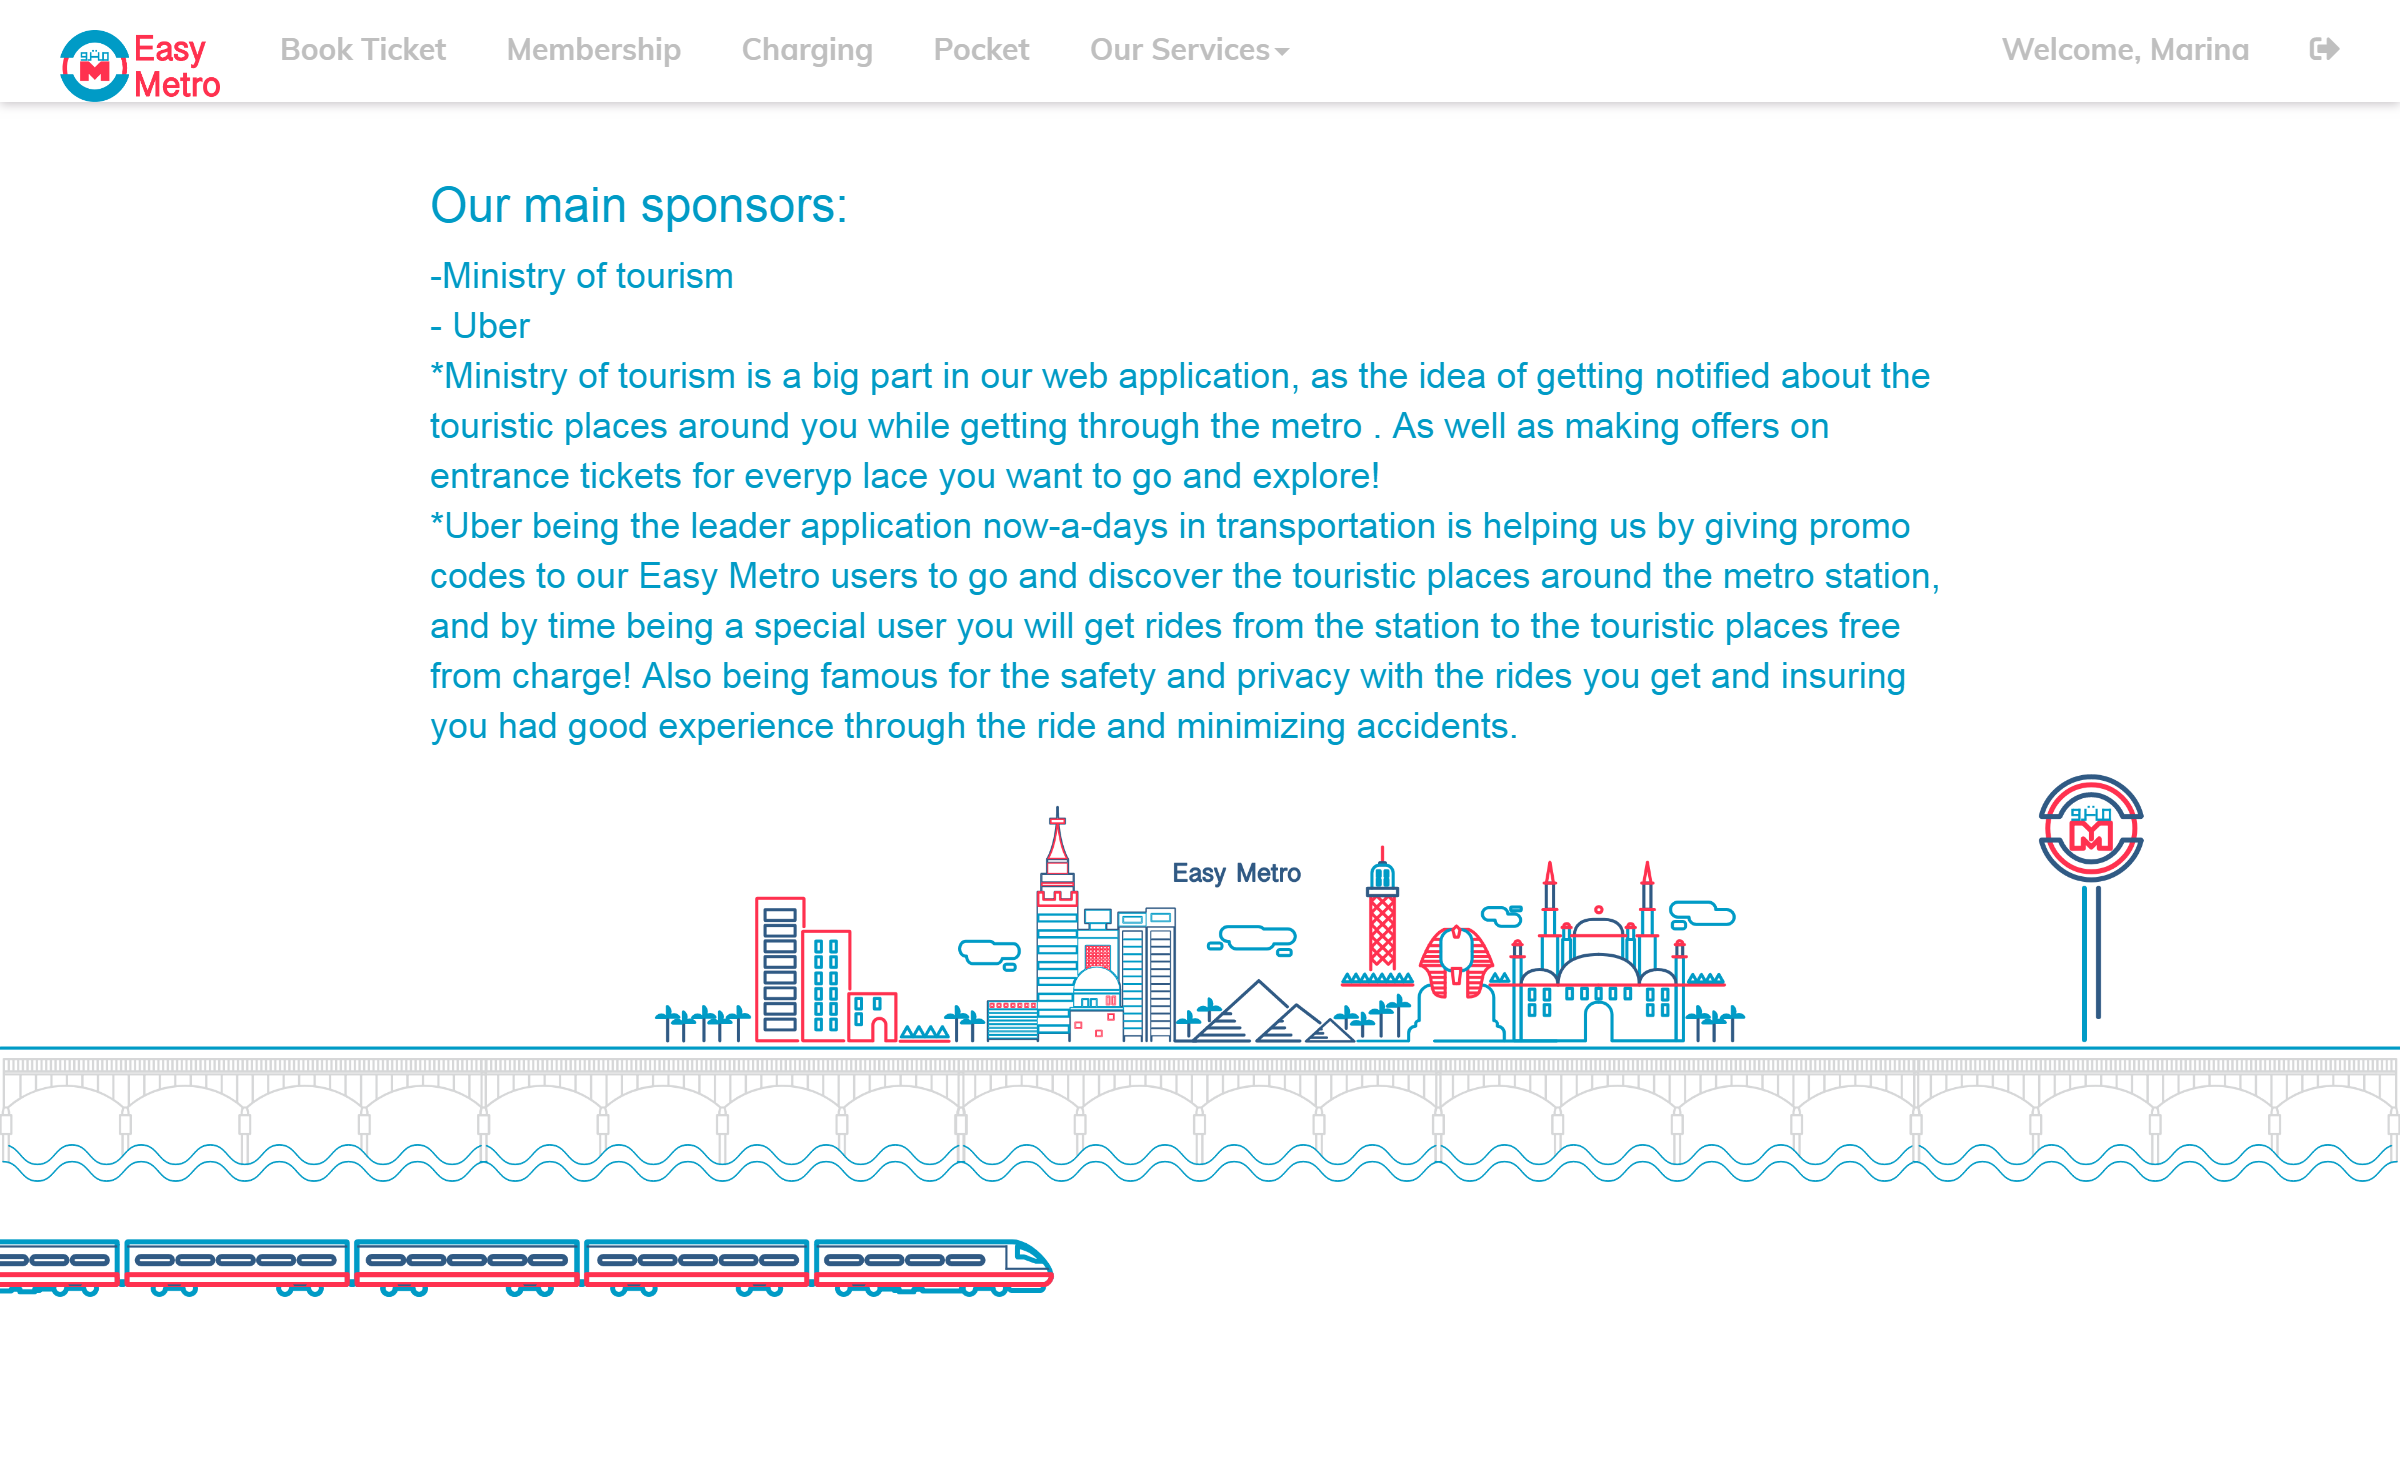 Easy
Metro
مترو
M
Book Ticket
Membership
Charging
Pocket
Our Services
Welcome, Marina
Our main sponsors:
-Ministry of tourism
- Uber
*Ministry of tourism is a big part in our web application, as the idea of getting notified about the
touristic places around you while getting through the metro . As well as making offers on
entrance tickets for everyp lace you want to go and explore!
*Uber being the leader application now-a-days in transportation is helping us by giving promo
codes to our Easy Metro users to go and discover the touristic places around the metro station,
and by time being a special user you will get rides from the station to the touristic places free
from charge! Also being famous for the safety and privacy with the rides you get and insuring
you had good experience through the ride and minimizing accidents.
Easy Metro
مترو
M